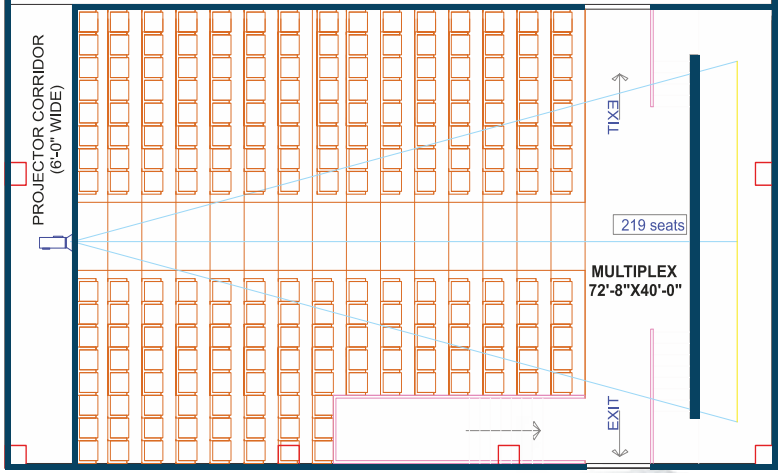 PROJECTOR CORRIDOR
(6'-0" WIDE)
EXIT
219 seats
MULTIPLEX
72'-8"X40'-0"
EXIT